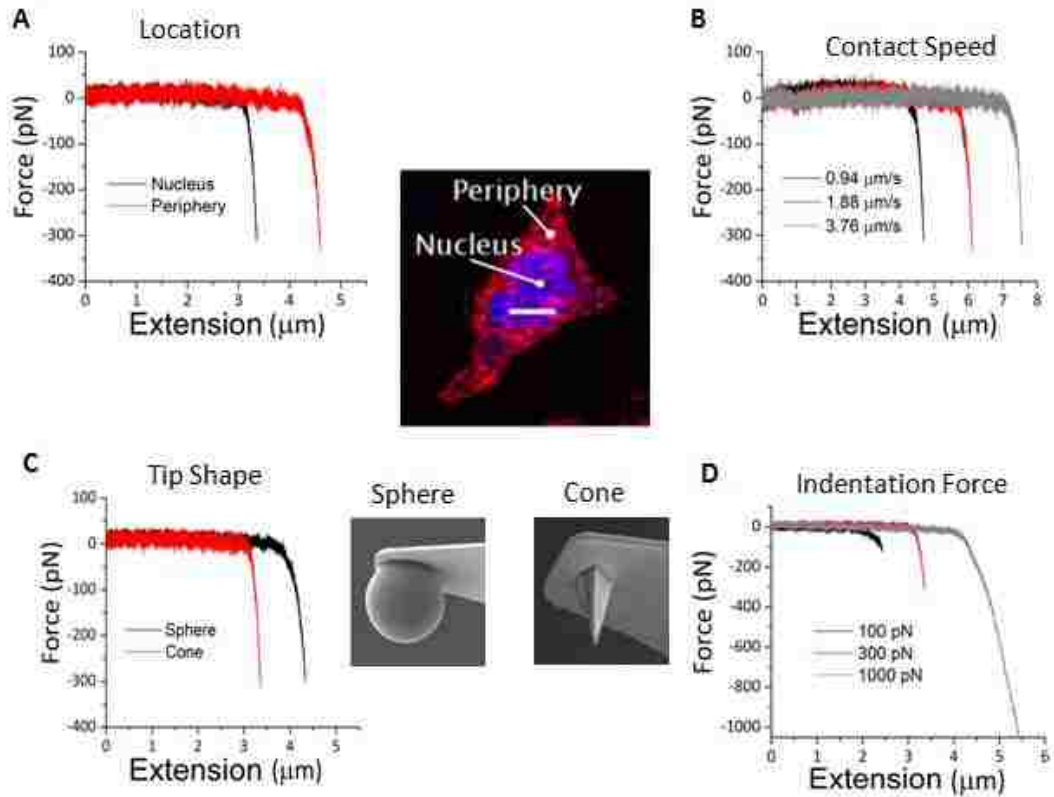 A
Location
Force (pN)
100
0
-100
-200
-300
-400
Nucleus
Periphery
0 1 2 3 4 5
Extension (μm)
Periphery
Nucleus
B
Contact Speed
Force (pN)
100
0
-100
-200
-300
-400
0.94 μm/s
1.88 μm/s
3.76 μm/s
0 1 2 3 4 5 6 7 8
Extension (μm)
C
Tip Shape
Force (pN)
100
0
-100
-200
-300
-400
Sphere
Cone
0 1 2 3 4 5
Extension (μm)
Sphere
Cone
D
Indentation Force
Force (pN)
0
-200
-400
-600
-800
-1000
100 pN
300 pN
1000 pN
0 1 2 3 4 5 6
Extension (μm)